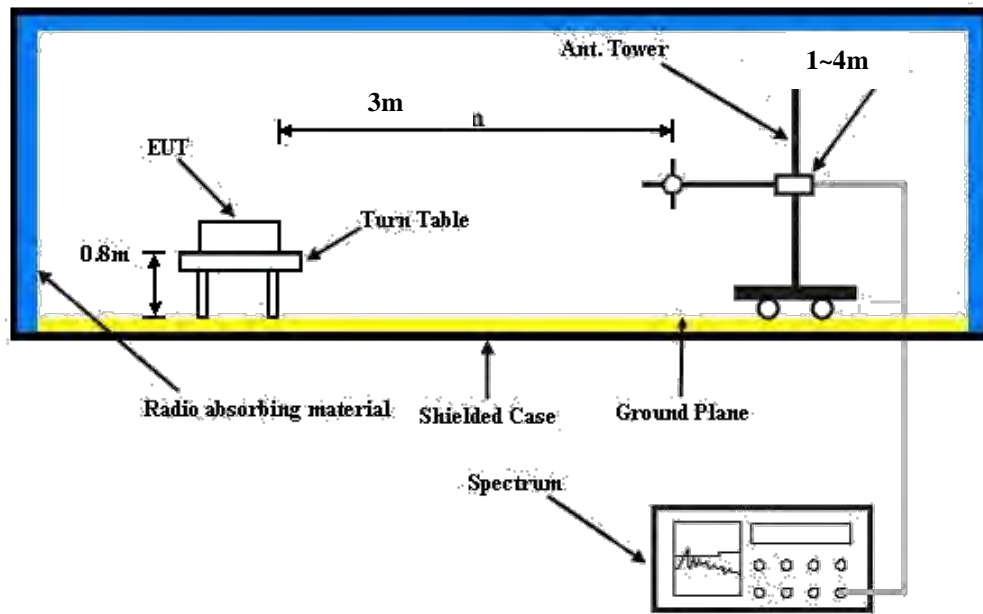 Ant. Tower
1~4m
3m
EUT
Turn Table
0.8m
Radio absorbing material
Shielded Case
Ground Plane
Spectrum